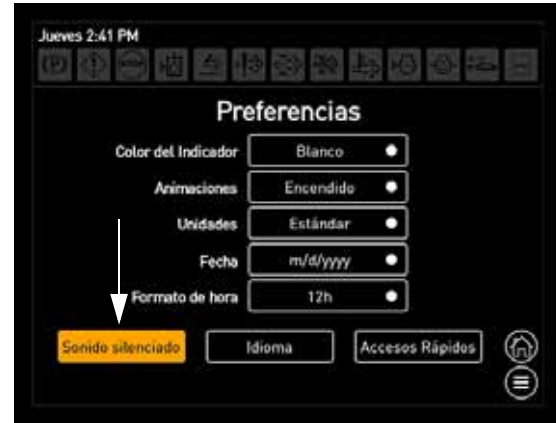 Jueves 2:41 PM
Preferencias
Color del Indicador Blanco
Animaciones Encendido
Unidades Estándar
Fecha m/d/yyyy
Formato de hora 12h
Sonido silenciado Idioma Accesos Rápidos